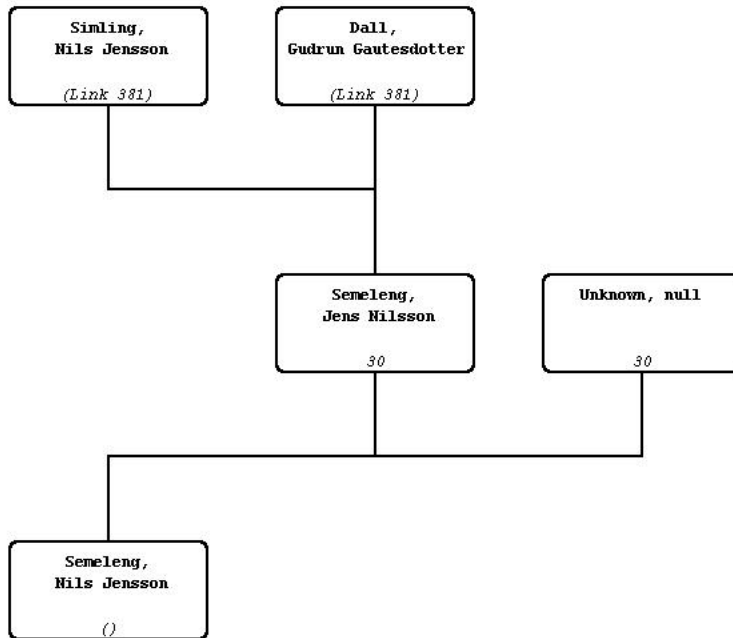 Simling,
Nils Jensson
(Link 381)
Dall,
Gudrun Gautesdotter
(Link 381)
Semeleng,
Jens Nilsson
30
Unknown, null
30
Semeleng,
Nils Jensson
()